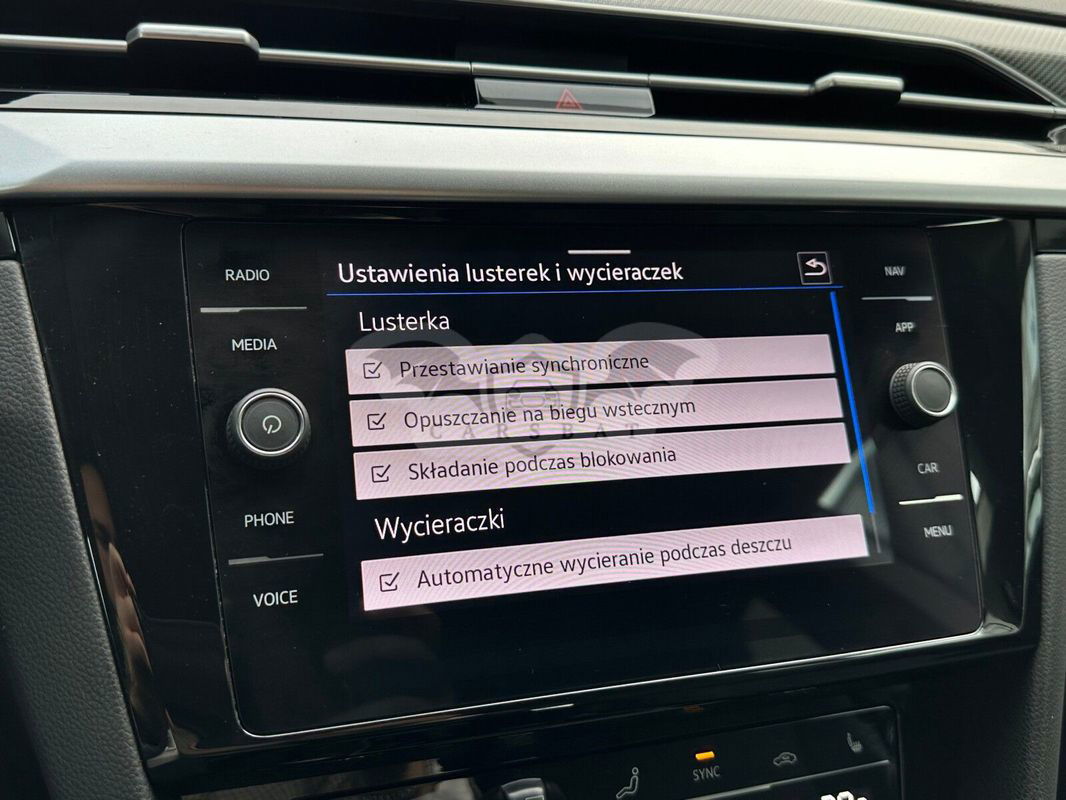 RADIO
MEDIA
PHONE
VOICE
Ustawienia lusterek i wycieraczek
Lusterka
Przestawianie synchroniczne
Opuszczanie na biegu wstecznym
CARSBAT
Składanie podczas blokowania
Wycieraczki
Automatyczne wycieranie podczas deszczu
NAV
APP
CAR
MENU
SYNC